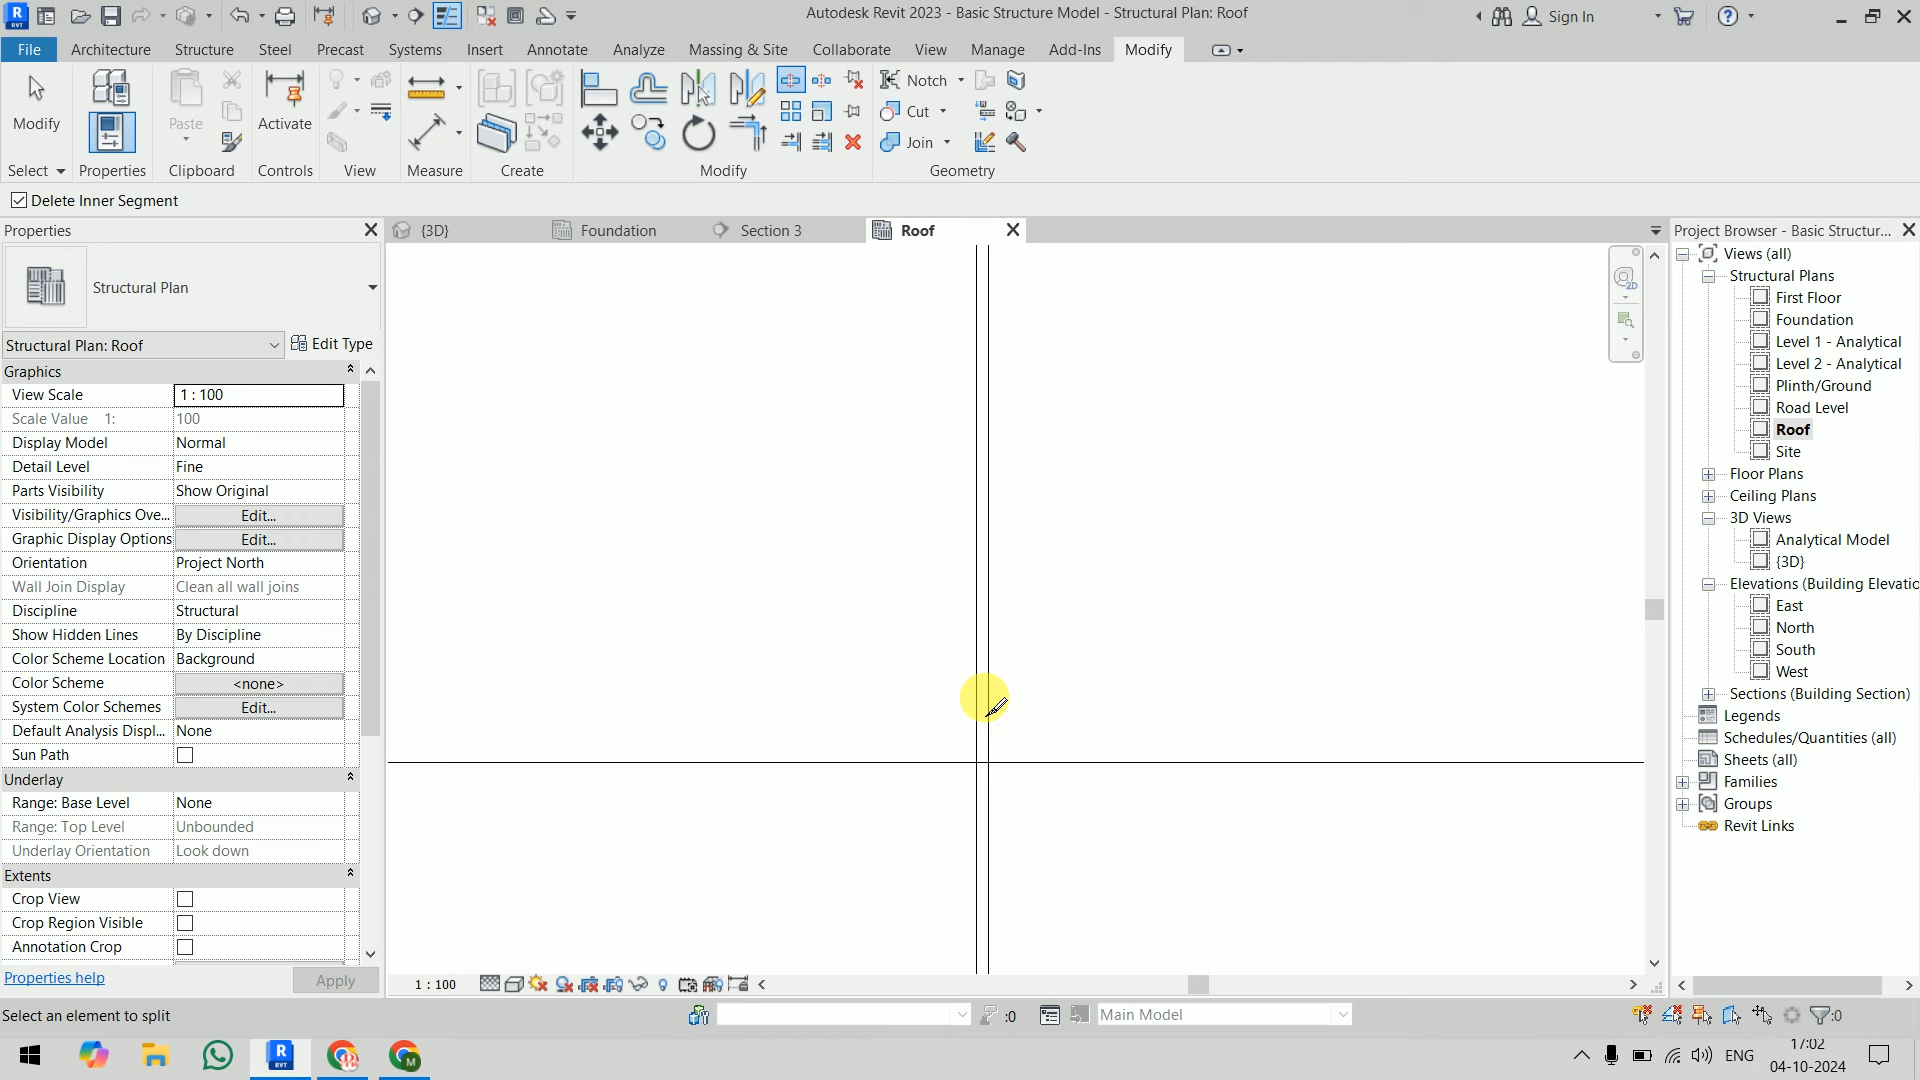 Autodesk Revit 2023 - Basic Structure Model - Structural Plan: Roof
Sign In
File
Architecture
Structure
Steel
Precast
Systems
Insert
Annotate
Analyze
Massing & Site
Collaborate
View
Manage
Add-Ins
Modify
Modify
Paste
Activate
Notch
Cut
Join
Select
Properties
Clipboard
Controls
View
Measure
Create
Modify
Geometry
Delete Inner Segment
Properties
{3D}
Foundation
Section 3
Roof
Structural Plan
Structural Plan: Roof
Edit Type
Graphics
View Scale 1 : 100
Scale Value 1: 100
Display Model Normal
Detail Level Fine
Parts Visibility Show Original
Visibility/Graphics Ove... Edit...
Graphic Display Options Edit...
Orientation Project North
Wall Join Display Clean all wall joins
Discipline Structural
Show Hidden Lines By Discipline
Color Scheme Location Background
Color Scheme <none>
System Color Schemes Edit...
Default Analysis Displ... None
Sun Path
Underlay
Range: Base Level None
Range: Top Level Unbounded
Underlay Orientation Look down
Extents
Crop View
Crop Region Visible
Annotation Crop
Properties help
Apply
2D
Project Browser - Basic Structur...
Views (all)
Structural Plans
First Floor
Foundation
Level 1 - Analytical
Level 2 - Analytical
Plinth/Ground
Road Level
Roof
Site
Floor Plans
Ceiling Plans
3D Views
Analytical Model
{3D}
Elevations (Building Elevatio
East
North
South
West
Sections (Building Section)
Legends
Schedules/Quantities (all)
Sheets (all)
Families
Groups
Revit Links
1 : 100
Select an element to split
:0
Main Model
:0
ENG
17:02
04-10-2024